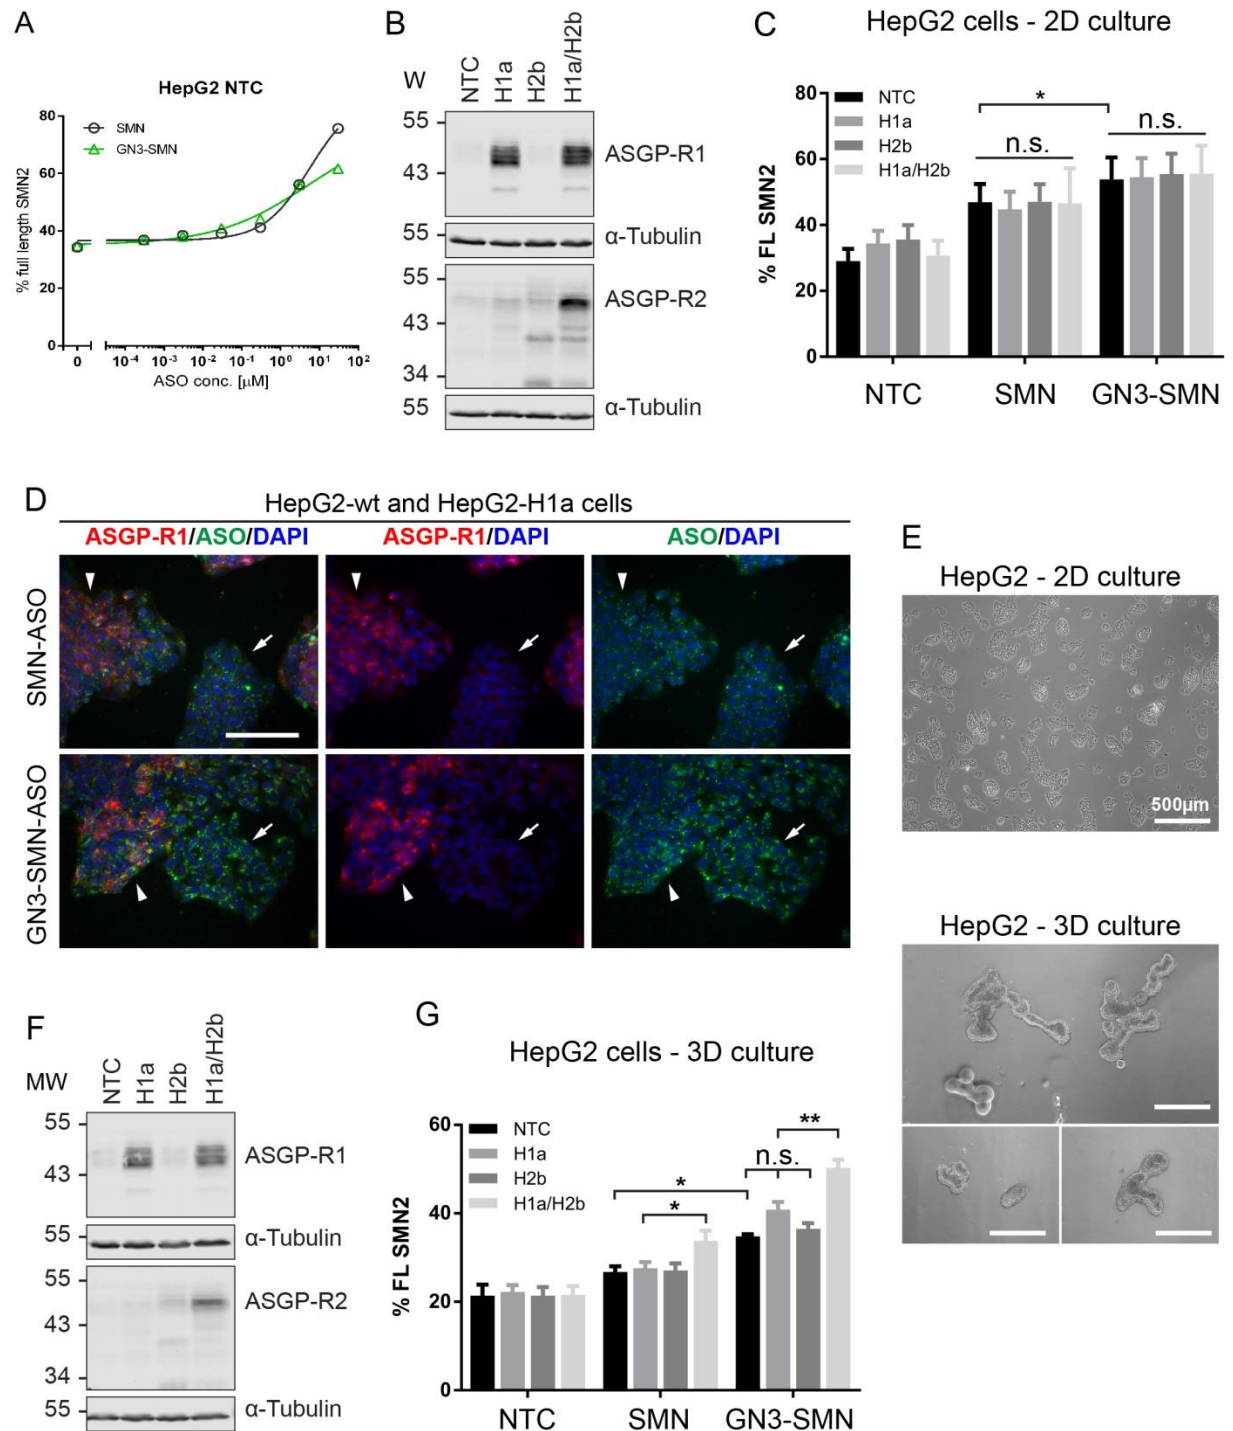 A
HepG2 NTC
SMN
GN3-SMN
80
60
40
20
0
% full length SMN2
0 10-4 10-3 10-2 10-1 100 101 102
ASO conc. [µM]
B
W
NTC
H1a
H2b
H1a/H2b
55
43
ASGP-R1
55
α-Tubulin
55
43
34
ASGP-R2
55
α-Tubulin
C
HepG2 cells - 2D culture
NTC
H1a
H2b
H1a/H2b
80
60
40
20
0
% FL SMN2
*
n.s.
n.s.
NTC SMN GN3-SMN
D
HepG2-wt and HepG2-H1a cells
ASGP-R1/ASO/DAPI ASGP-R1/DAPI ASO/DAPI
SMN-ASO
GN3-SMN-ASO
E
HepG2 - 2D culture
500µm
HepG2 - 3D culture
F
MW
NTC
H1a
H2b
H1a/H2b
55
43
ASGP-R1
55
α-Tubulin
55
43
34
ASGP-R2
55
α-Tubulin
G
HepG2 cells - 3D culture
NTC
H1a
H2b
H1a/H2b
60
40
20
0
% FL SMN2
*
*
n.s.
**
NTC SMN GN3-SMN